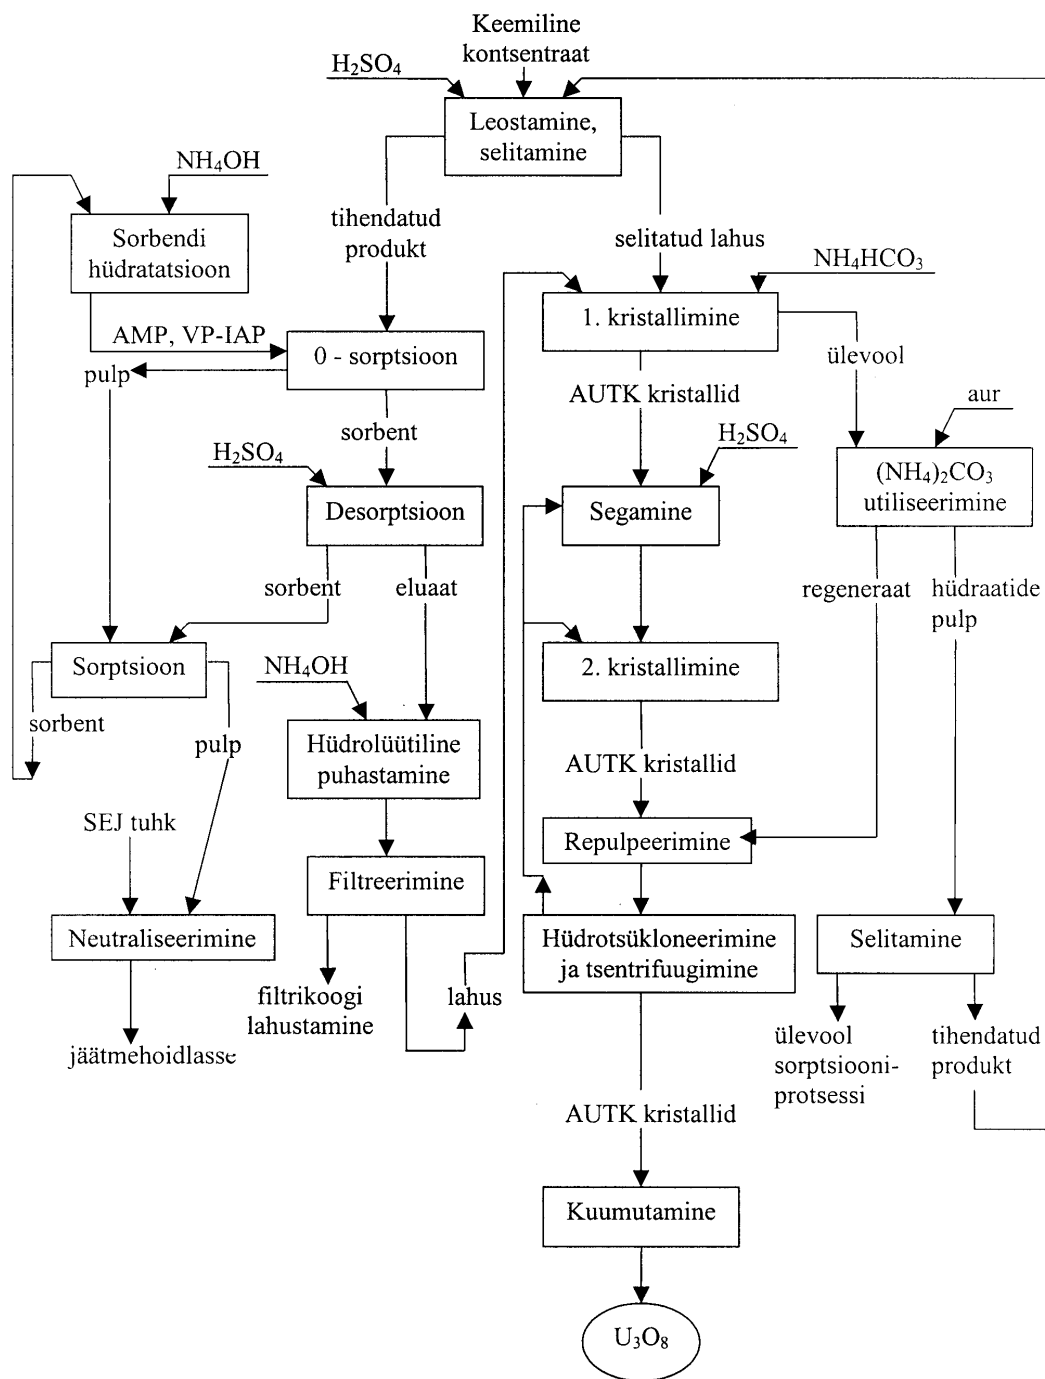 Keemiline
kontsentraat
H₂SO₄
Leostamine,
selitamine
NH₄OH
Sorbendi
hüdratatsioon
tihendatud
produkt
selitatud lahus
NH₄HCO₃
1. kristallimine
AMP, VP-IAP
0 - sorptsioon
pulp
ülevool
AUTK kristallid
aur
sorbent
H₂SO₄
H₂SO₄
(NH₄)₂CO₃
utiliseerimine
Desorptsioon
Segamine
sorbent
eluaat
regeneraat
hüdraatide
pulp
Sorptsioon
NH₄OH
2. kristallimine
sorbent
pulp
Hüdrolüütiline
puhastamine
AUTK kristallid
SEJ tuhk
Repulpeerimine
Filtreerimine
Neutraliseerimine
Hüdrotsükloneerimine
ja tsentrifuugimine
Selitamine
filtrikoogi
lahustamine
lahus
jäätmehoidlasse
ülevool
sorptsiooni-
protsessi
tihendatud
produkt
AUTK kristallid
Kuumutamine
U₃O₈